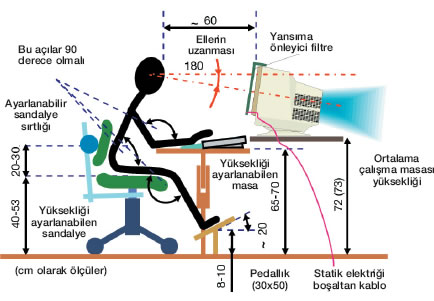 ~ 60
Bu açılar 90
derece olmalı
Ellerin
uzanması
180
Yansıma
önleyici filtre
Ayarlanabilir
sandalye
sırtlığı
20-30
40-53
Yüksekliği
ayarlanabilen
sandalye
Yüksekliği
ayarlanabilen
masa
65-70
72 (73)
Ortalama
çalışma masası
yüksekliği
~ 20
8-10
(cm olarak ölçüler)
Pedallık
(30x50)
Statik elektriği
boşaltan kablo